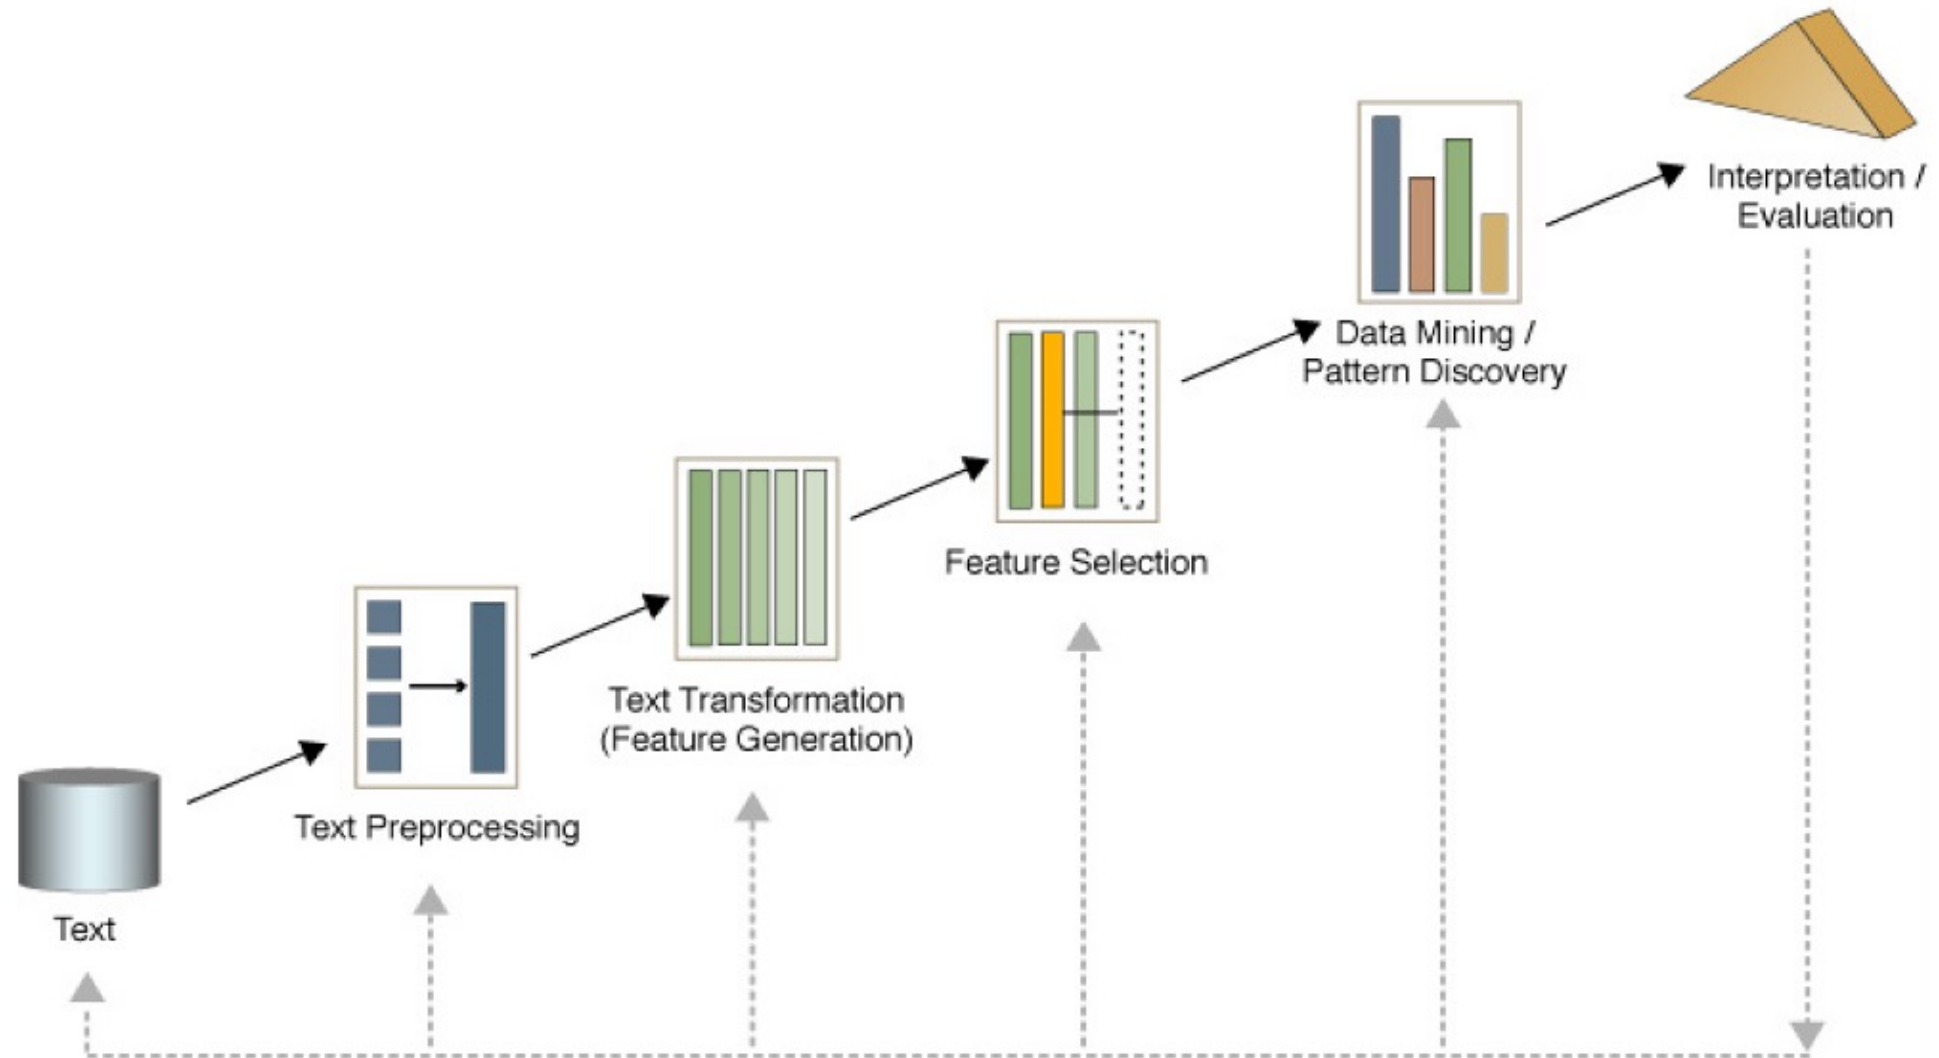 Text
Text Preprocessing
Text Transformation
(Feature Generation)
Feature Selection
Data Mining /
Pattern Discovery
Interpretation /
Evaluation